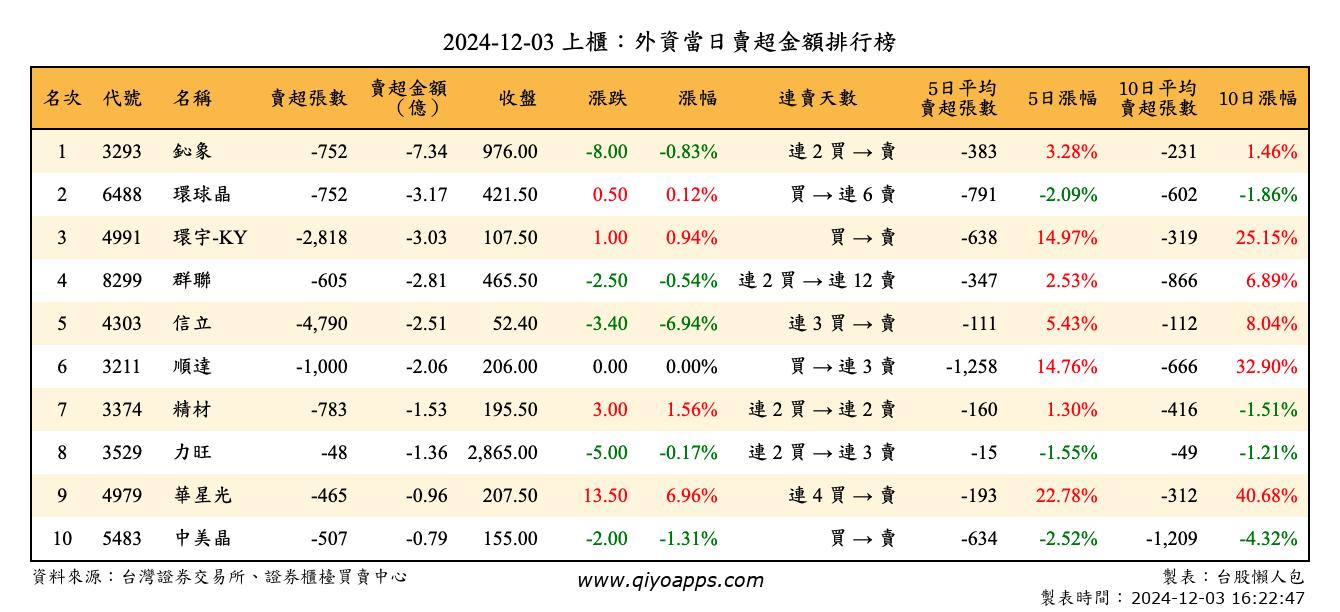 2024-12-03 上櫃：外資當日賣超金額排行榜
名次 代號 名稱 賣超張數 賣超金額（億） 收盤 漲跌 漲幅 連賣天數 5日平均賣超張數 5日漲幅 10日平均賣超張數 10日漲幅
1 3293 鈊象 -752 -7.34 976.00 -8.00 -0.83% 連 2 買 → 賣 -383 3.28% -231 1.46%
2 6488 環球晶 -752 -3.17 421.50 0.50 0.12% 買 → 連 6 賣 -791 -2.09% -602 -1.86%
3 4991 環宇-KY -2,818 -3.03 107.50 1.00 0.94% 買 → 賣 -638 14.97% -319 25.15%
4 8299 群聯 -605 -2.81 465.50 -2.50 -0.54% 連 2 買 → 連 12 賣 -347 2.53% -866 6.89%
5 4303 信立 -4,790 -2.51 52.40 -3.40 -6.94% 連 3 買 → 賣 -111 5.43% -112 8.04%
6 3211 順達 -1,000 -2.06 206.00 0.00 0.00% 買 → 連 3 賣 -1,258 14.76% -666 32.90%
7 3374 精材 -783 -1.53 195.50 3.00 1.56% 連 2 買 → 連 2 賣 -160 1.30% -416 -1.51%
8 3529 力旺 -48 -1.36 2,865.00 -5.00 -0.17% 連 2 買 → 連 3 賣 -15 -1.55% -49 -1.21%
9 4979 華星光 -465 -0.96 207.50 13.50 6.96% 連 4 買 → 賣 -193 22.78% -312 40.68%
10 5483 中美晶 -507 -0.79 155.00 -2.00 -1.31% 買 → 賣 -634 -2.52% -1,209 -4.32%
資料來源：台灣證券交易所、證券櫃檯買賣中心 www.qiyoapps.com 製表：台股懶人包
製表時間：2024-12-03 16:22:47